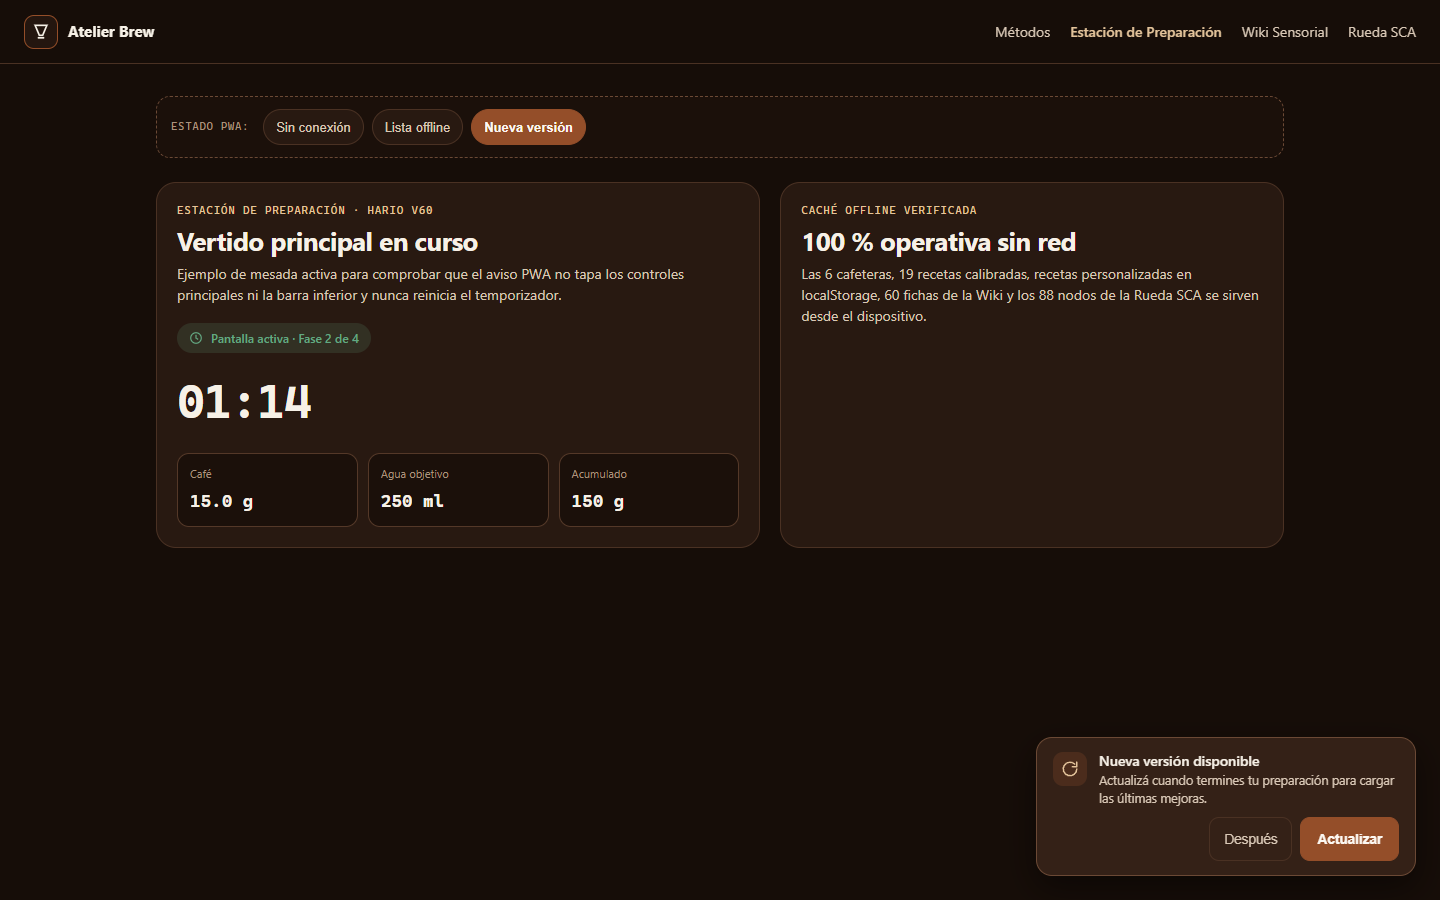 Atelier Brew
Métodos
Estación de Preparación
Wiki Sensorial
Rueda SCA
ESTADO PWA:
Sin conexión
Lista offline
Nueva versión
ESTACIÓN DE PREPARACIÓN · HARIO V60
Vertido principal en curso
Ejemplo de mesada activa para comprobar que el aviso PWA no tapa los controles
principales ni la barra inferior y nunca reinicia el temporizador.
Pantalla activa · Fase 2 de 4
01:14
Café
15.0 g
Agua objetivo
250 ml
Acumulado
150 g
CACHÉ OFFLINE VERIFICADA
100 % operativa sin red
Las 6 cafeteras, 19 recetas calibradas, recetas personalizadas en
localStorage, 60 fichas de la Wiki y los 88 nodos de la Rueda SCA se sirven
desde el dispositivo.
Nueva versión disponible
Actualizá cuando termines tu preparación para cargar
las últimas mejoras.
Después
Actualizar